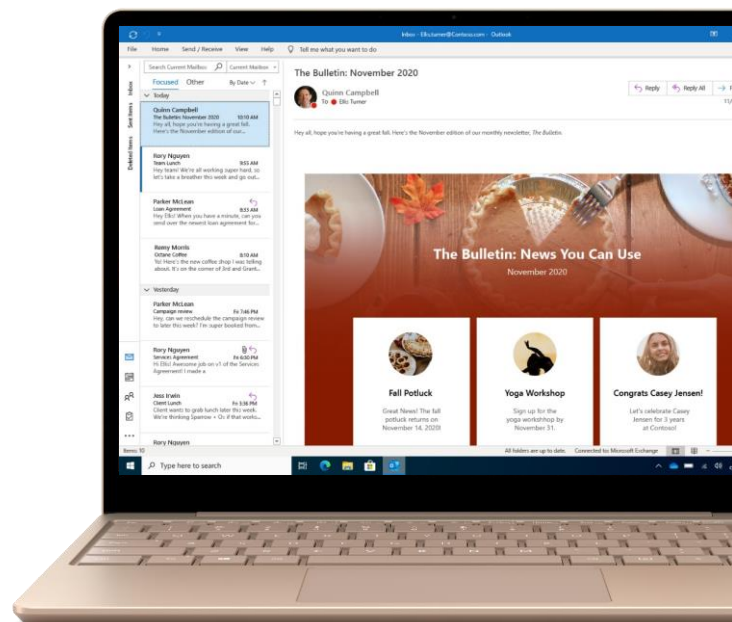 Inbox - Ellis.turner@Contoso.com - Outlook
File Home Send / Receive View Help Tell me what you want to do
Search Current Mailbox Current Mailbox
Focused Other By Date
Inbox
Sent Items
Deleted Items
Today
Quinn Campbell
The Bulletin November 2020 10:10 AM
Hey all, hope you're having a great fall.
Here's the November edition of our...
Rory Nguyen
Team Lunch 9:53 AM
Hey team! We're all working super hard, so
let's take a breather this week and go out...
Parker McLean
Loan Agreement 8:53 AM
Hey Ellis! When you have a minute, can you
send over the newest loan agreement for...
Remy Morris
Octane Coffee 8:10 AM
Yo! Here's the new coffee shop I was telling
about. It's on the corner of 3rd and Grant...
Yesterday
Parker McLean
Campaign review Fri 7:46 PM
Hey, can we reschedule the campaign review
to later this week? I'm super booked from...
Rory Nguyen
Services Agreement Fri 6:50 PM
Hi Ellis! Awesome job on v1 of the Services
Agreement! I made a
Jess Irwin
Client Lunch Fri 3:36 PM
Client wants to grab lunch later this week.
We're thinking Sparrow + Or if that works...
Rory Nguyen
The Bulletin: November 2020
Quinn Campbell
To Ellis Turner
Reply Reply All
Hey all, hope you're having a great fall. Here's the November edition of our monthly newsletter, The Bulletin.
The Bulletin: News You Can Use
November 2020
Fall Potluck
Great News! The fall
potluck returns on
November 14, 2020!
Yoga Workshop
Sign up for the
yoga workohhop by
November 31.
Congrats Casey Jensen!
Let's celebrate Casey
Jensen for 3 years
at Contoso!
Items: 10 All folders are up to date. Connected to: Microsoft Exchange
Type here to search